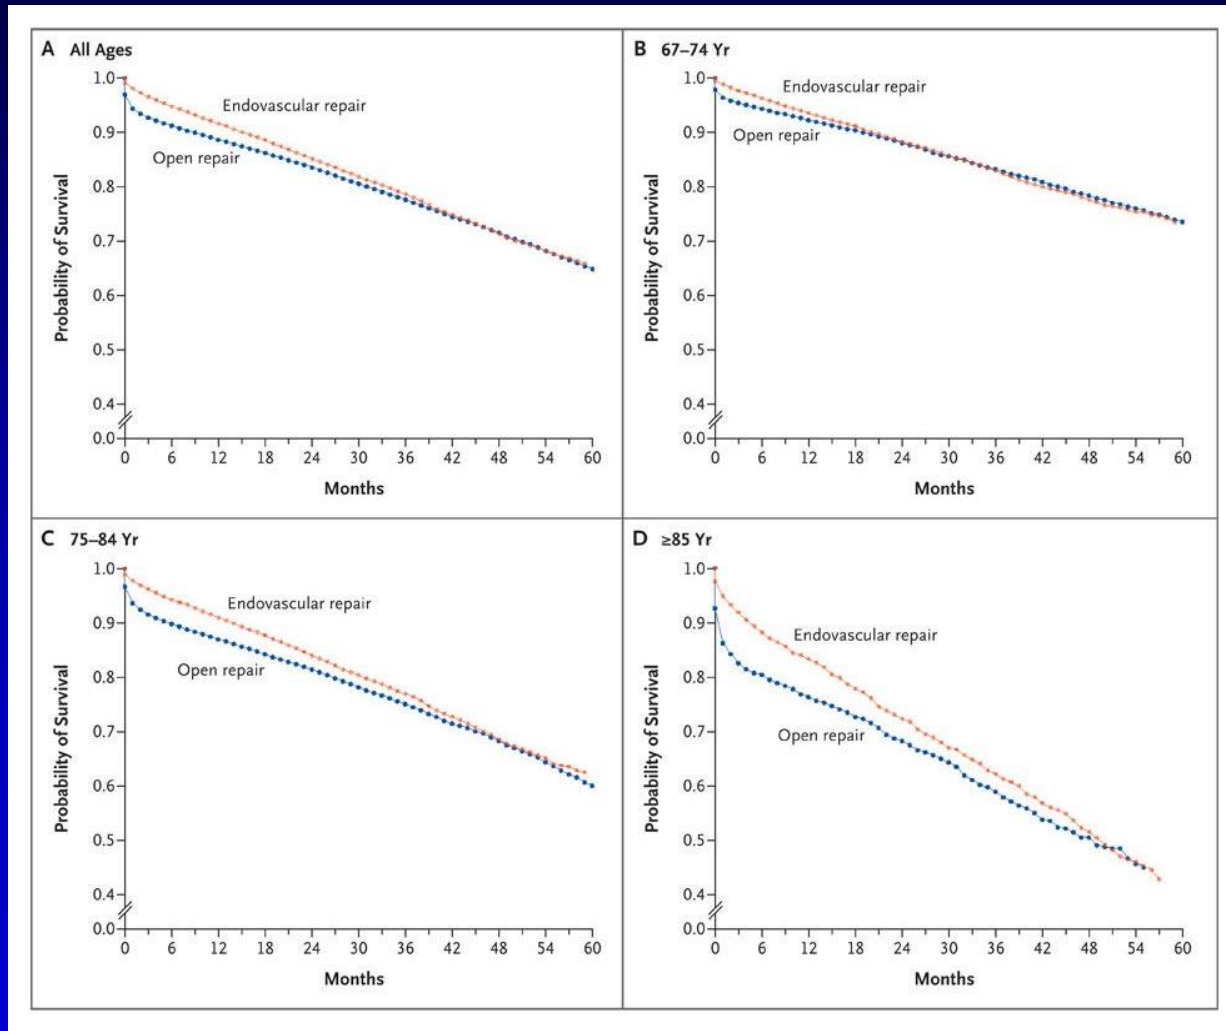 A All Ages
1.0
0.9
0.8
0.7
0.6
0.5
0.4
0.0
Probability of Survival
Endovascular repair
Open repair
0 6 12 18 24 30 36 42 48 54 60
Months
B 67–74 Yr
1.0
0.9
0.8
0.7
0.6
0.5
0.4
0.0
Probability of Survival
Endovascular repair
Open repair
0 6 12 18 24 30 36 42 48 54 60
Months
C 75–84 Yr
1.0
0.9
0.8
0.7
0.6
0.5
0.4
0.0
Probability of Survival
Endovascular repair
Open repair
0 6 12 18 24 30 36 42 48 54 60
Months
D ≥85 Yr
1.0
0.9
0.8
0.7
0.6
0.5
0.4
0.0
Probability of Survival
Endovascular repair
Open repair
0 6 12 18 24 30 36 42 48 54 60
Months